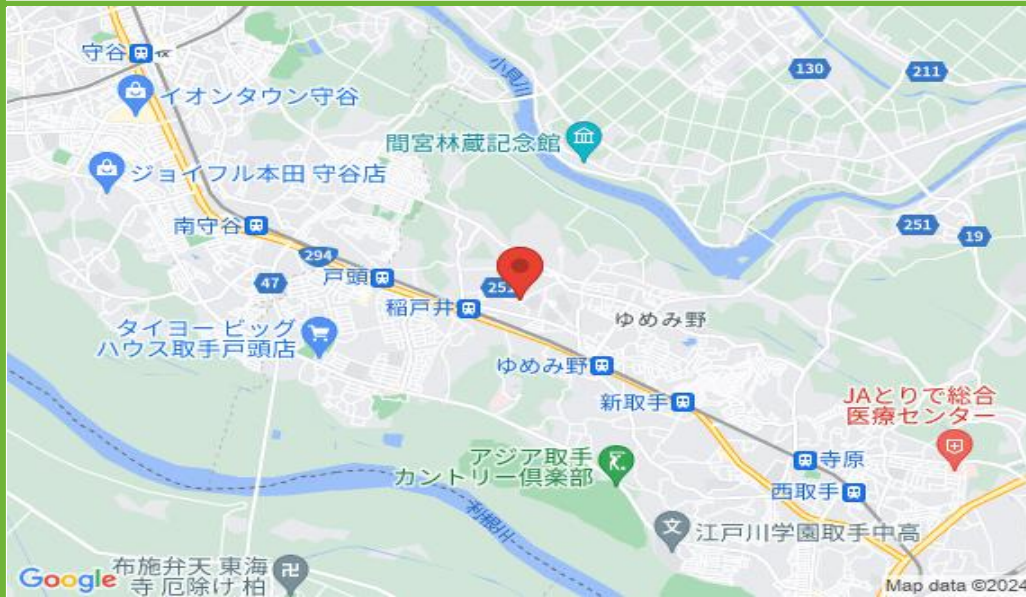 守谷
イオンタウン守谷
ジョイフル本田 守谷店
小貝川
130
211
間宮林蔵記念館
南守谷
251
19
294
戸頭
47
251
稲戸井
ゆめみ野
タイヨー ビッグ
ハウス取手戸頭店
ゆめみ野
新取手
JAとりで総合
医療センター
アジア取手
カントリー倶楽部
寺原
西取手
利根川
江戸川学園取手中高
布施弁天 東海
寺 厄除け 柏
Google
Map data ©2024